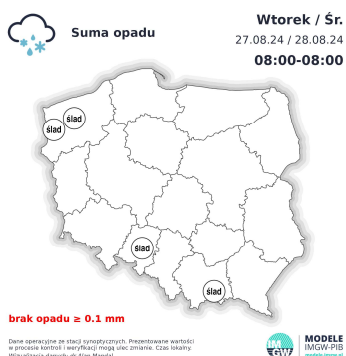 Suma opadu
Wtorek / Śr.
27.08.24 / 28.08.24
08:00-08:00
ślad
ślad
ślad
ślad
brak opadu ≥ 0.1 mm
Dane operacyjne ze stacji synoptycznych. Prezentowane wartości
w procesie kontroli i weryfikacji mogą ulec zmianie. Czas lokalny.
IM
GW
MODELE
IMGW-PIB